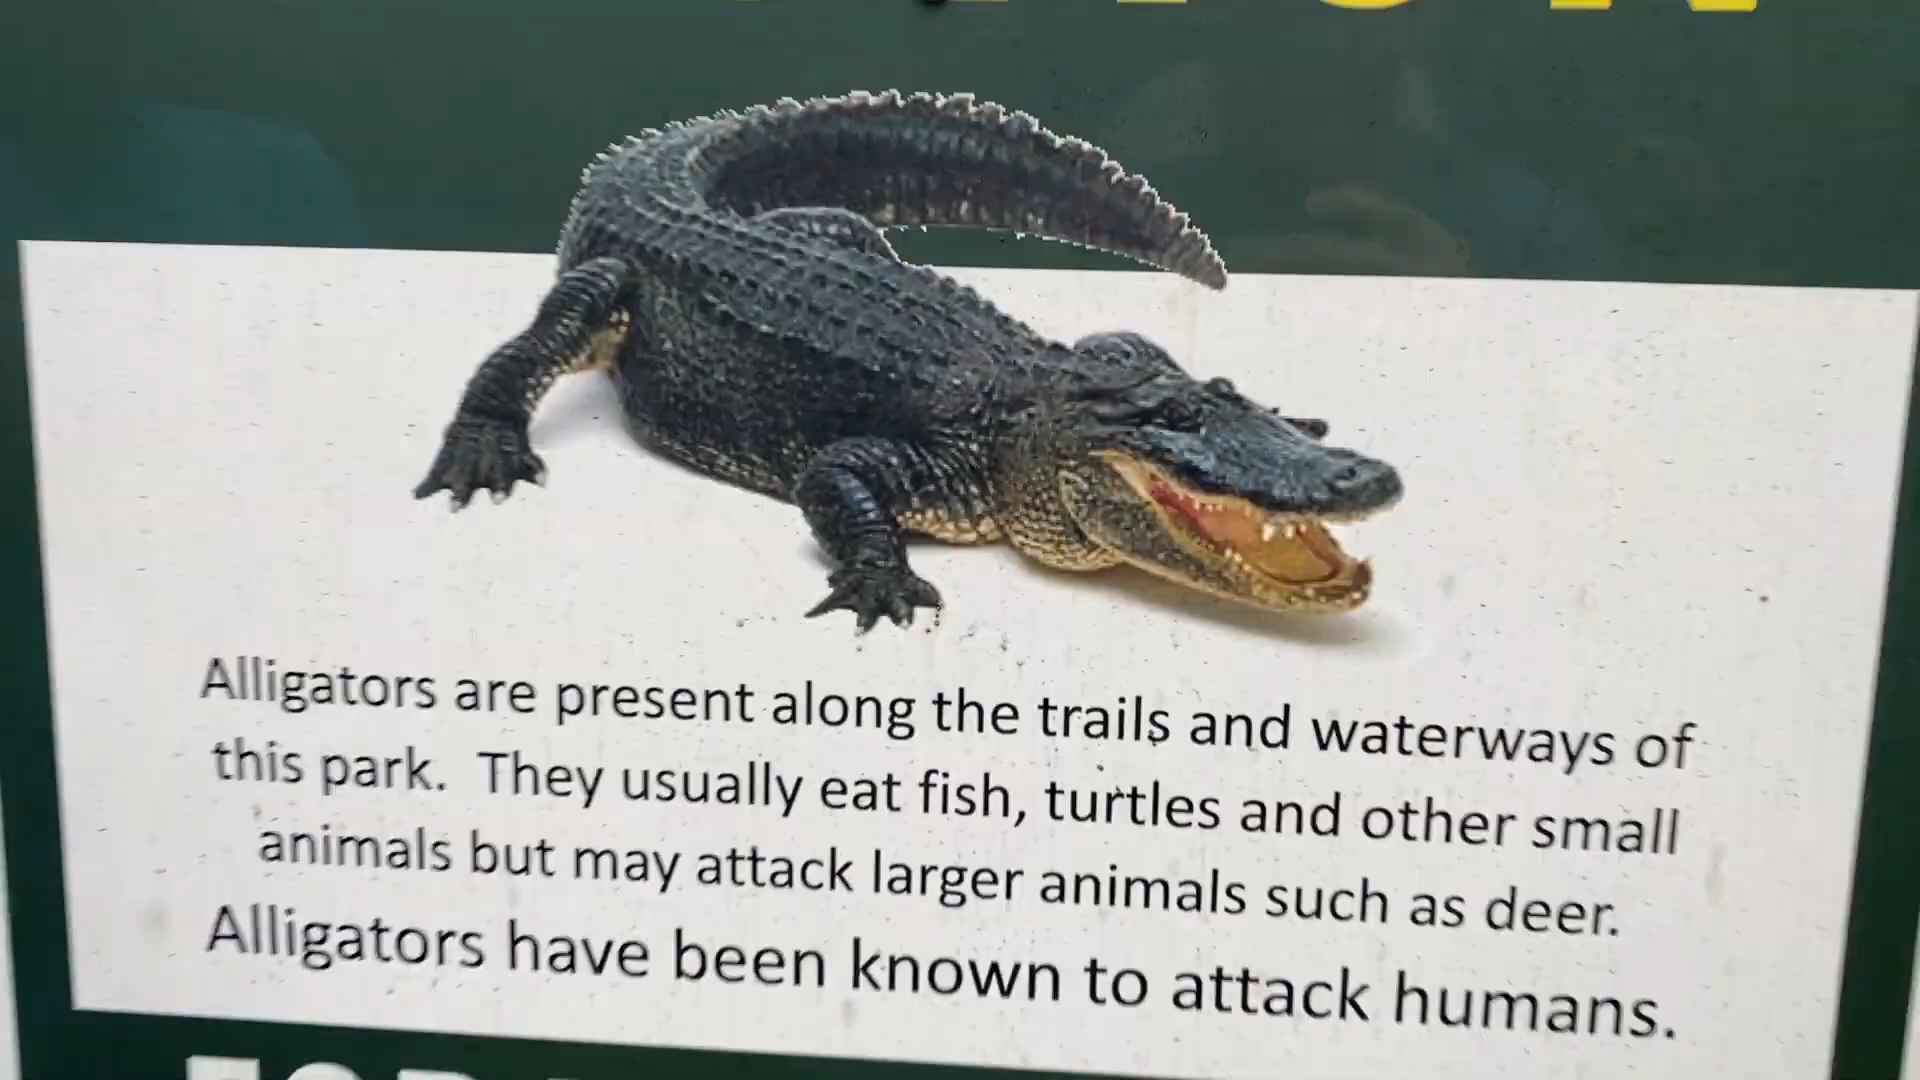 Alligators are present along the trails and waterways of
this park. They usually eat fish, turtles and other small
animals but may attack larger animals such as deer.
Alligators have been known to attack humans.